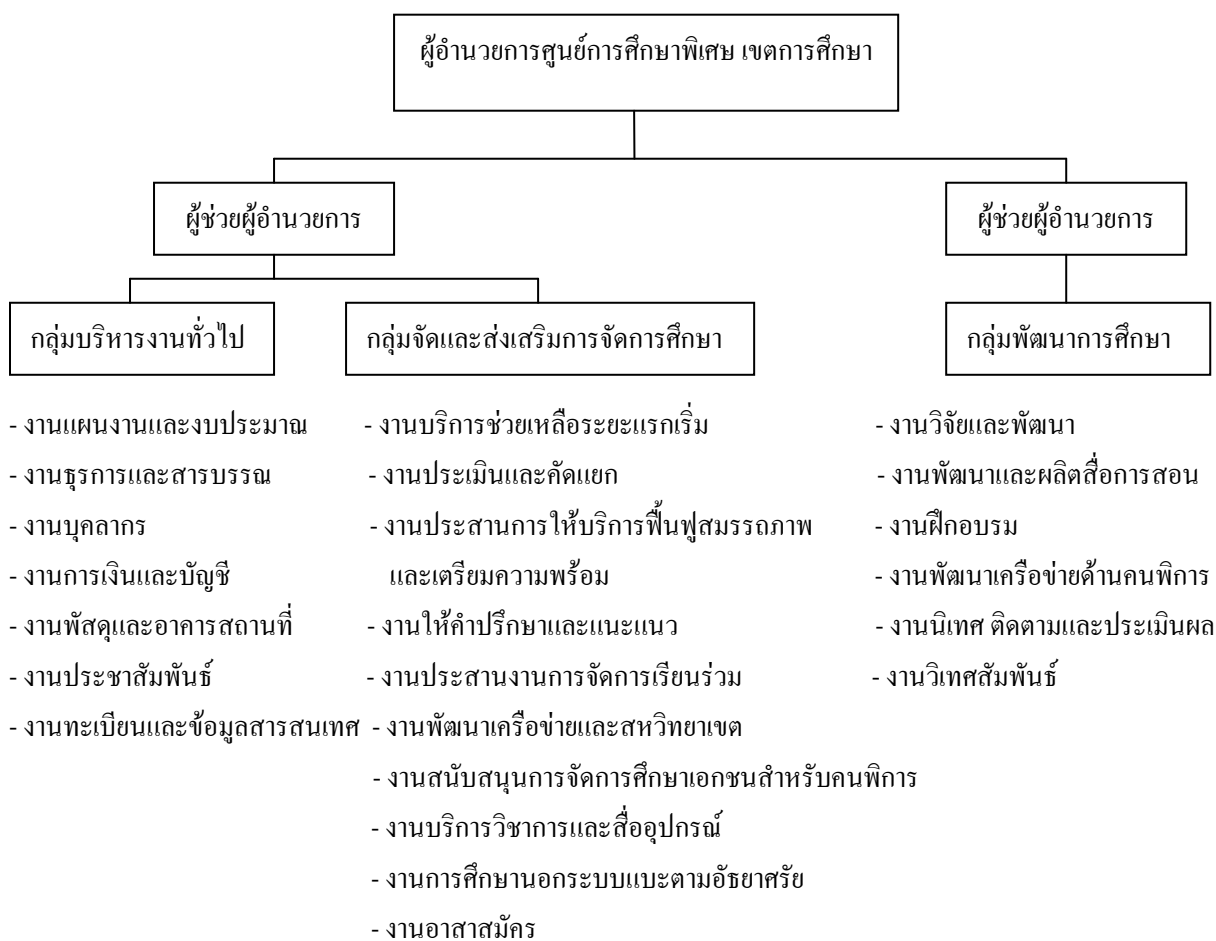 ผู้อำนวยการศูนย์การศึกษาพิเศษ เขตการศึกษา
ผู้ช่วยผู้อำนวยการ
ผู้ช่วยผู้อำนวยการ
กลุ่มบริหารงานทั่วไป
กลุ่มจัดและส่งเสริมการจัดการศึกษา
กลุ่มพัฒนาการศึกษา
- งานแผนงานและงบประมาณ
- งานธุรการและสารบรรณ
- งานบุคลากร
- งานการเงินและบัญชี
- งานพัสดุและอาคารสถานที่
- งานประชาสัมพันธ์
- งานทะเบียนและข้อมูลสารสนเทศ
- งานบริการช่วยเหลือระยะแรกเริ่ม
- งานประเมินและคัดแยก
- งานประสานการให้บริการฟื้นฟูสมรรถภาพ
และเตรียมความพร้อม
- งานให้คำปรึกษาและแนะแนว
- งานประสานงานการจัดการเรียนร่วม
- งานพัฒนาเครือข่ายและสหวิทยาเขต
- งานสนับสนุนการจัดการศึกษาเอกชนสำหรับคนพิการ
- งานบริการวิชาการและสื่ออุปกรณ์
- งานการศึกษานอกระบบแบะตามอัธยาศรัย
- งานอาสาสมัคร
- งานวิจัยและพัฒนา
- งานพัฒนาและผลิตสื่อการสอน
- งานฝึกอบรม
- งานพัฒนาเครือข่ายด้านคนพิการ
- งานนิเทศ ติดตามและประเมินผล
- งานวิเทศสัมพันธ์